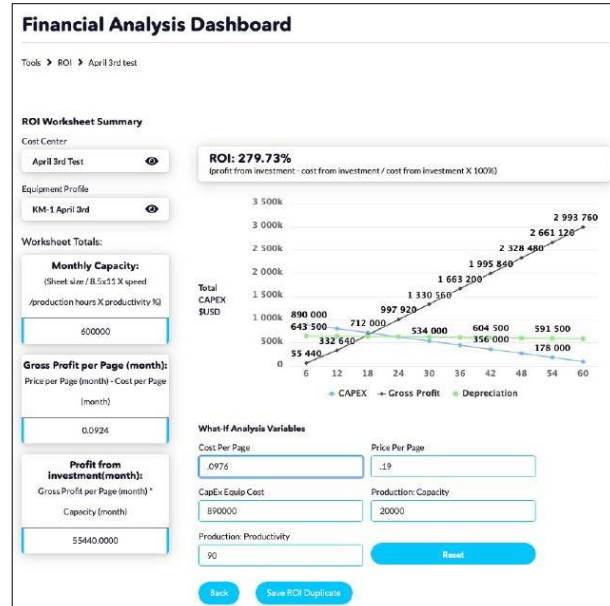 Financial Analysis Dashboard
Tools > ROI > April 3rd test
ROI Worksheet Summary
Cost Center
April 3rd Test
Equipment Profile
KM-1 April 3rd
Worksheet Totals:
Monthly Capacity:
(Sheet size / 8.5x11 X speed
/production hours X productivity %)
600000
Gross Profit per Page (month):
Price per Page (month) - Cost per Page
(month)
0.0924
Profit from
investment(month):
Gross Profit per Page (month) *
Capacity (month)
55440.0000
ROI: 279.73%
(profit from investment - cost from investment / cost from investment X 100%)
3 500k
3 000k
2 500k
2 000k
1 500k
1 000k
500k
0
Total
CAPEX
$USD
2 993 760
2 661 120
2 328 480
1 995 840
1 663 200
1 330 560
997 920
890 000
712 000
643 500
534 000
604 500
591 500
332 640
356 000
178 000
55 440
6 12 18 24 30 36 42 48 54 60
CAPEX Gross Profit Depreciation
What-If Analysis Variables
Cost Per Page
.0976
Price Per Page
.19
CapEx Equip Cost
890000
Production: Capacity
20000
Production: Productivity
90
Reset
Back
Save ROI Duplicate